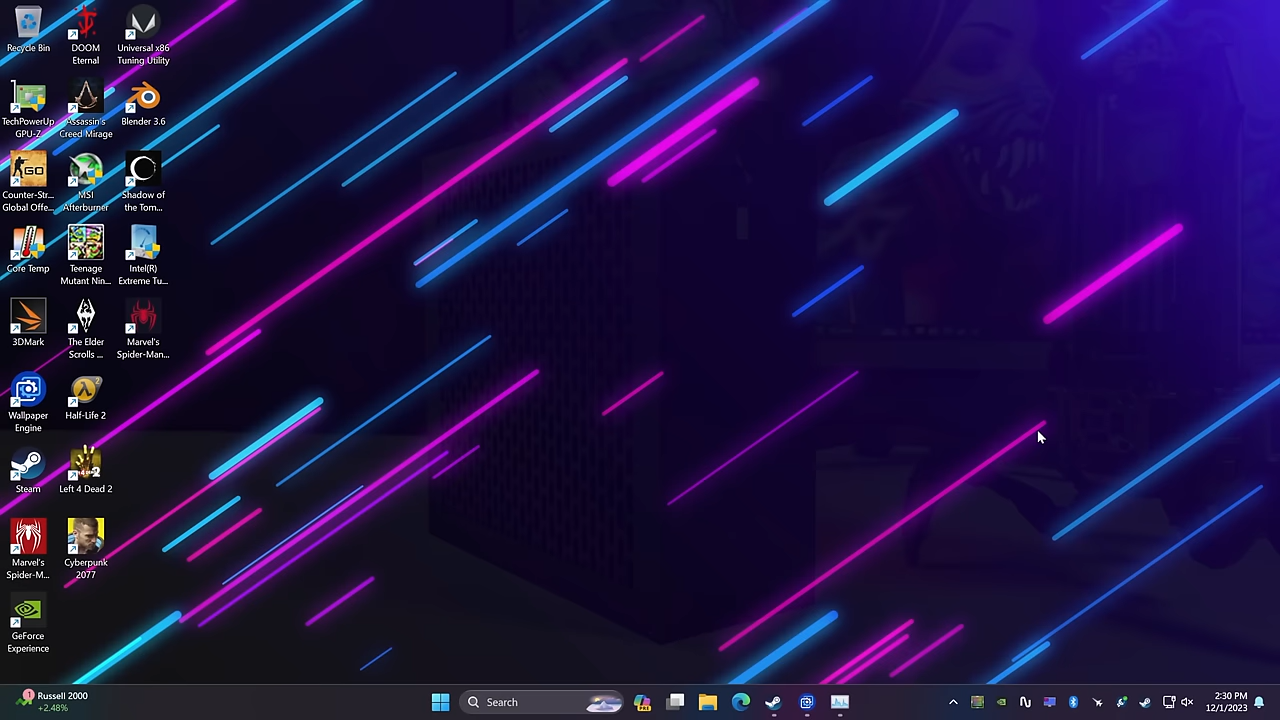 Recycle Bin
DOOM
Eternal
Universal x86
Tuning Utility
TechPowerUp
GPU-Z
Assassin's
Creed Mirage
Blender 3.6
GO
Counter-Str...
Global Offe...
MSI
Afterburner
Shadow of
the Tom...
Core Temp
Teenage
Mutant Nin...
Intel(R)
Extreme Tu...
3DMark
The Elder
Scrolls ...
Marvel's
Spider-Man...
Wallpaper
Engine
Half-Life 2
Steam
Left 4 Dead 2
Marvel's
Spider-M...
Cyberpunk
2077
GeForce
Experience
1
Russell 2000
+2.48%
Search
PRE
2:30 PM
12/1/2023